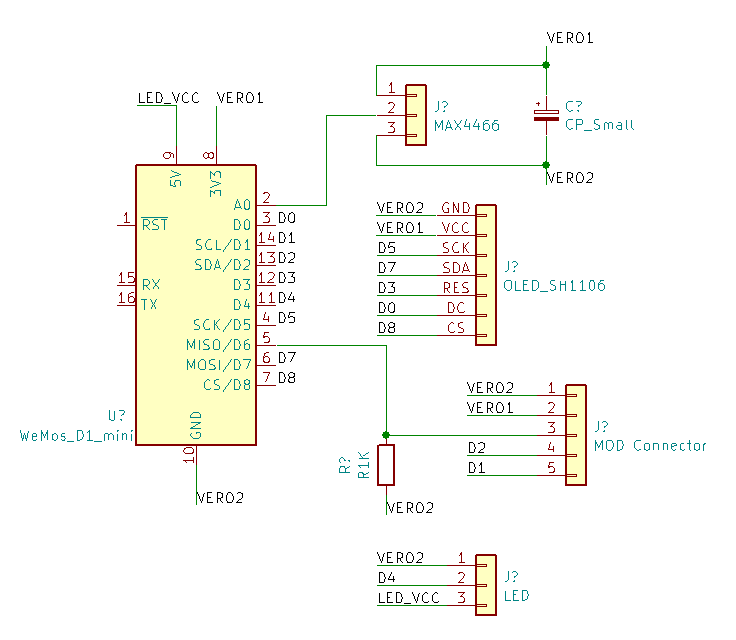 VERO1
LED_VCC
VERO1
1
2
3
J?
MAX4466
C?
CP_Small
VERO2
9
8
5V
3V3
A0
2
1
RST
D0
3
D0
SCL/D1
14
D1
SDA/D2
13
D2
15
RX
D3
12
D3
16
TX
D4
11
D4
SCK/D5
4
D5
MISO/D6
5
MOSI/D7
6
D7
CS/D8
7
D8
GND
10
U?
WeMos_D1_mini
VERO2
VERO2 GND
VERO1 VCC
D5 SCK
D7 SDA
D3 RES
D0 DC
D8 CS
J?
OLED_SH1106
VERO2 1
VERO1 2
3
D2 4
D1 5
J?
MOD Connector
R?
R1K
VERO2
VERO2 1
D4 2
LED_VCC 3
J?
LED